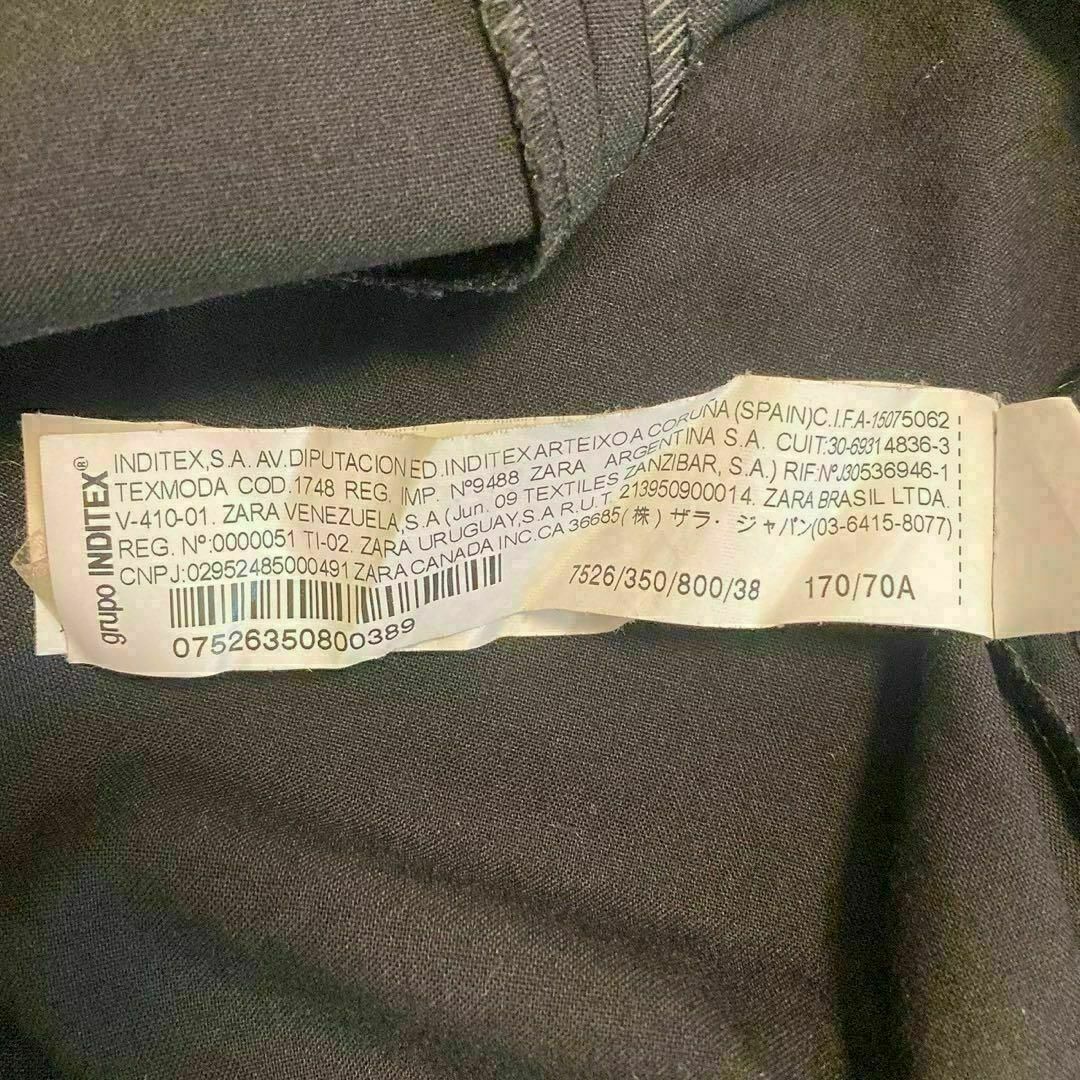 grupo INDITEX®
INDITEX,S.A. AV.DIPUTACION ED.INDITEX ARTEIXO A CORUÑA (SPAIN)C.I.F.A-15075062
TEXMODA COD.1748 REG. IMP. Nº9488 ZARA ARGENTINA S.A. CUIT:30-69314836-3
V-410-01. ZARA VENEZUELA,S.A (Jun. 09 TEXTILES ZANZIBAR, S.A.) RIF:Nº.J30536946-1
REG. Nº:0000051 TI-02. ZARA URUGUAY,S.A R.U.T. 213950900014. ZARA BRASIL LTDA.
CNPJ:02952485000491 ZARA CANADA INC. CA 36685(株) ザラ・ジャパン(03-6415-8077)
7526/350/800/38 170/70A
07526350800389